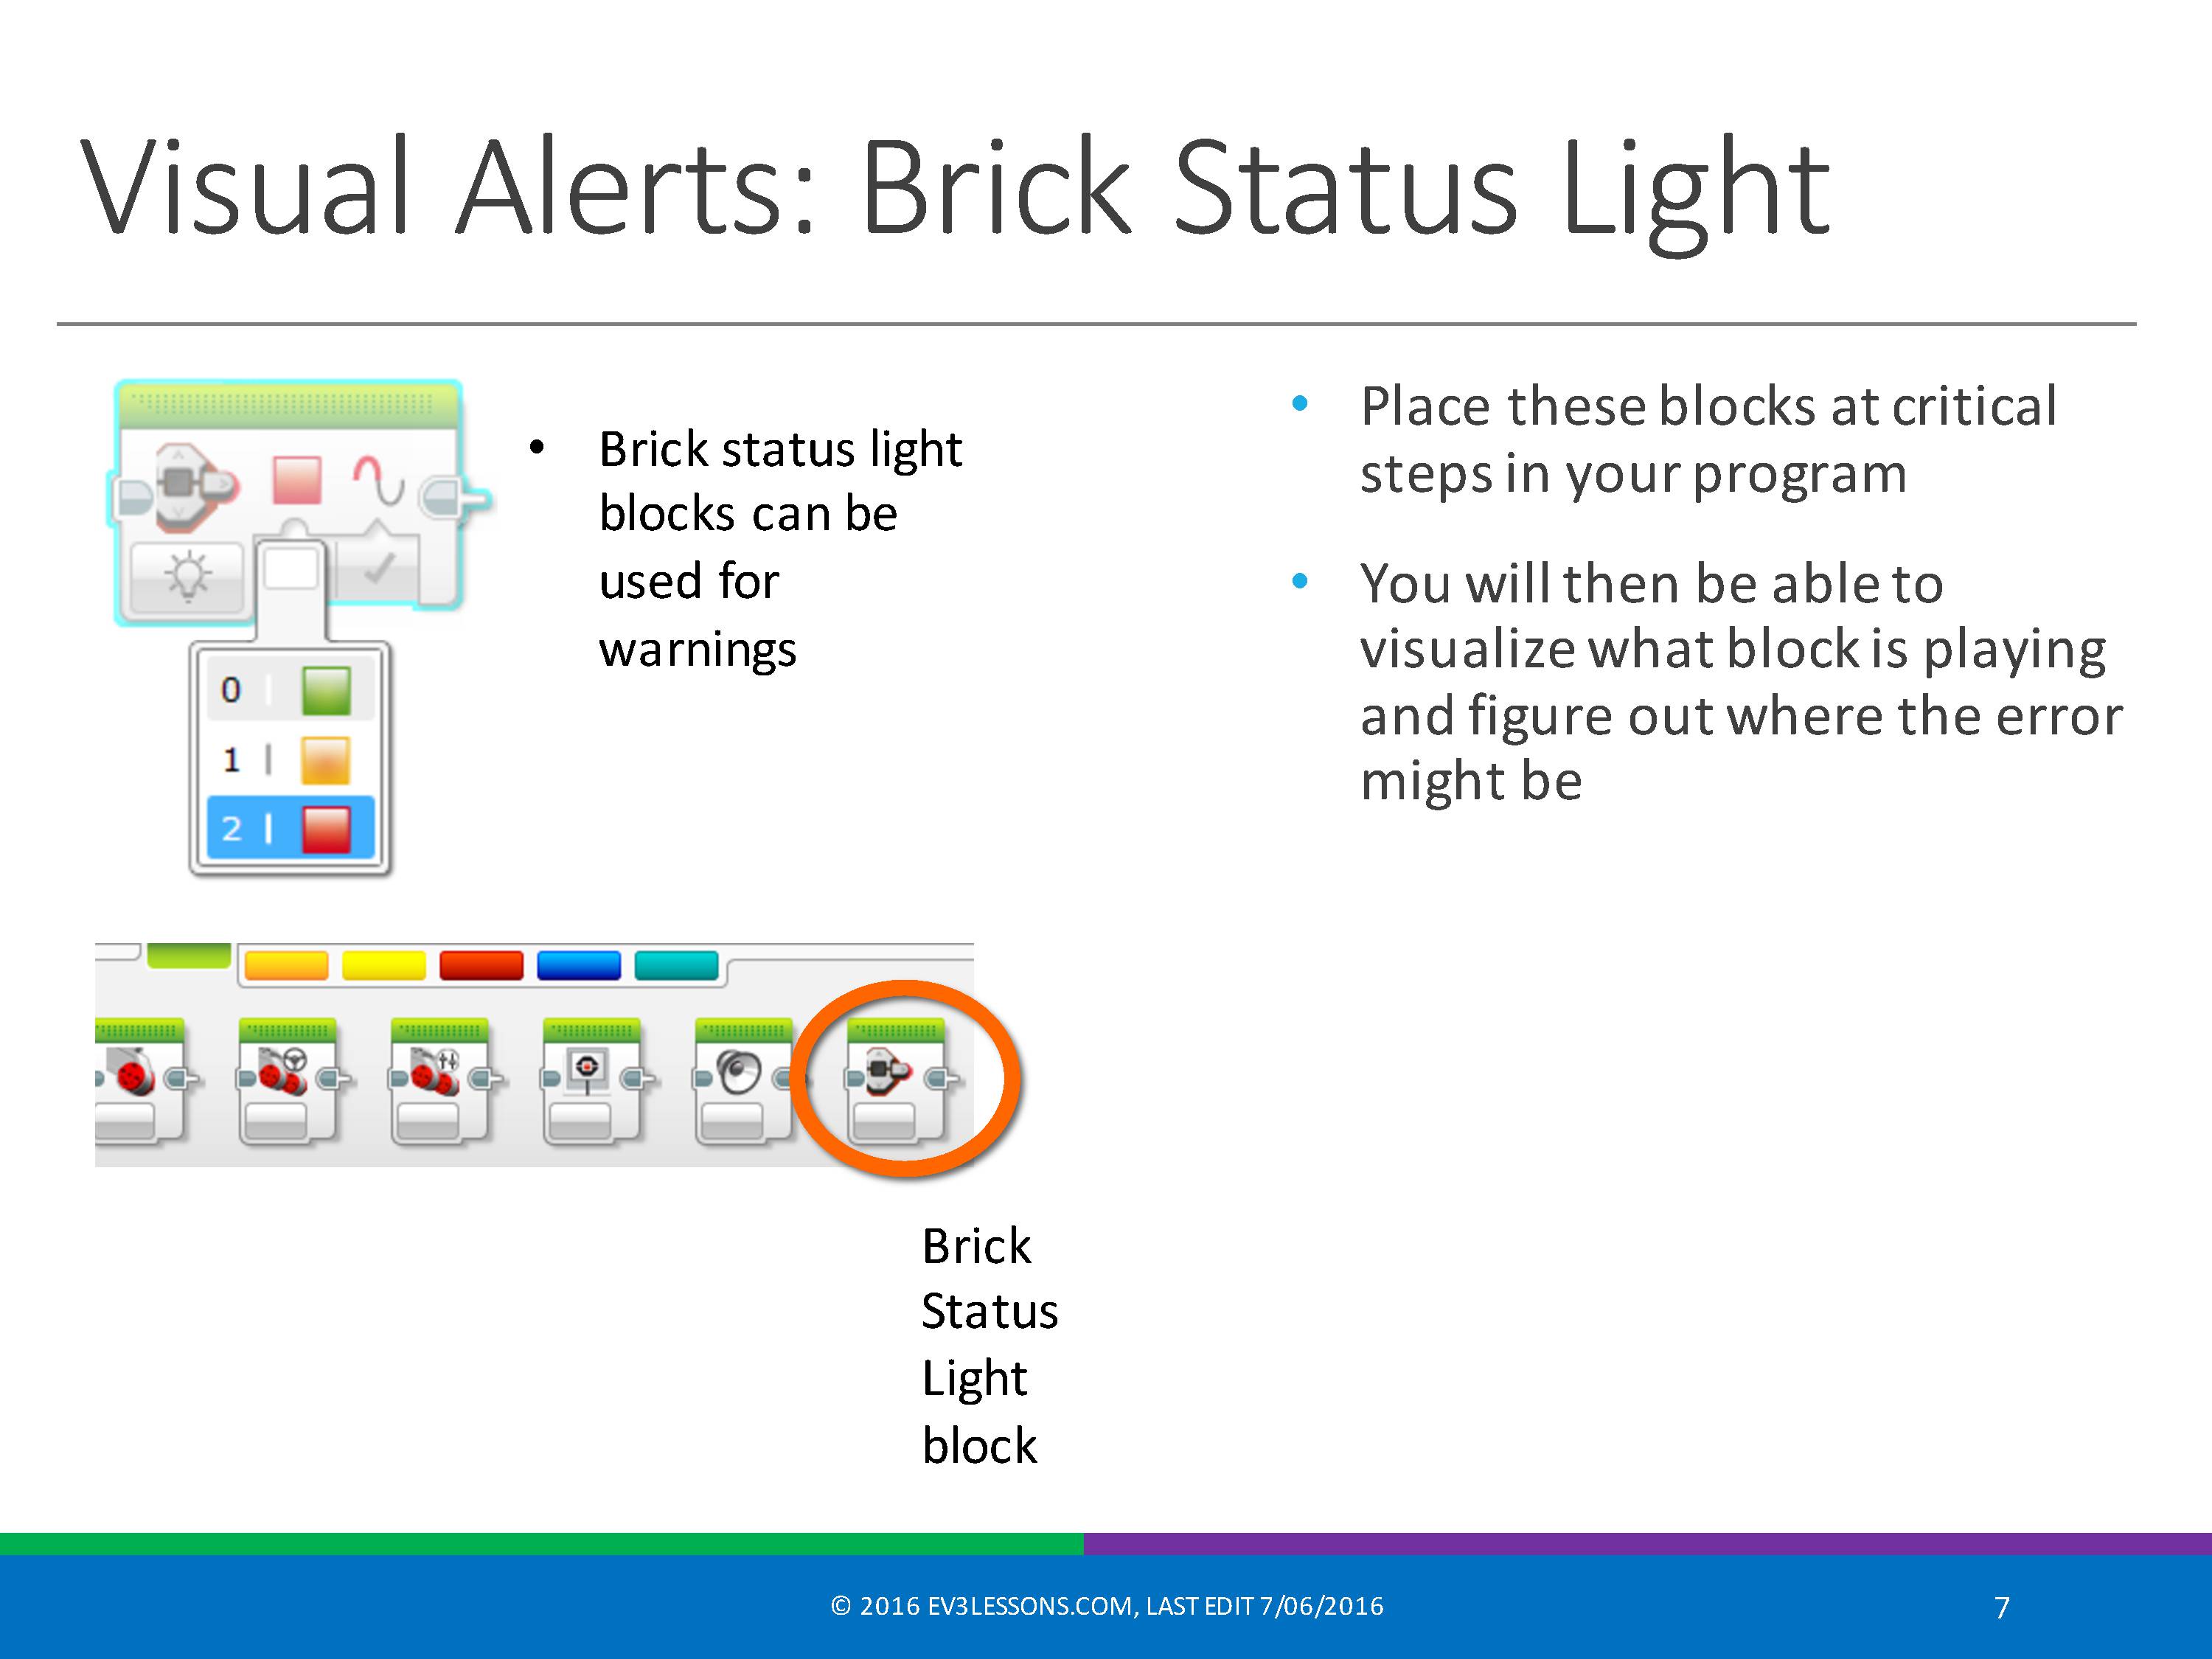 Visual Alerts: Brick Status Light
• Brick status light
blocks can be
used for
warnings
0
1
2
Brick
Status
Light
block
• Place these blocks at critical
steps in your program
• You will then be able to
visualize what block is playing
and figure out where the error
might be
© 2016 EV3LESSONS.COM, LAST EDIT 7/06/2016
7